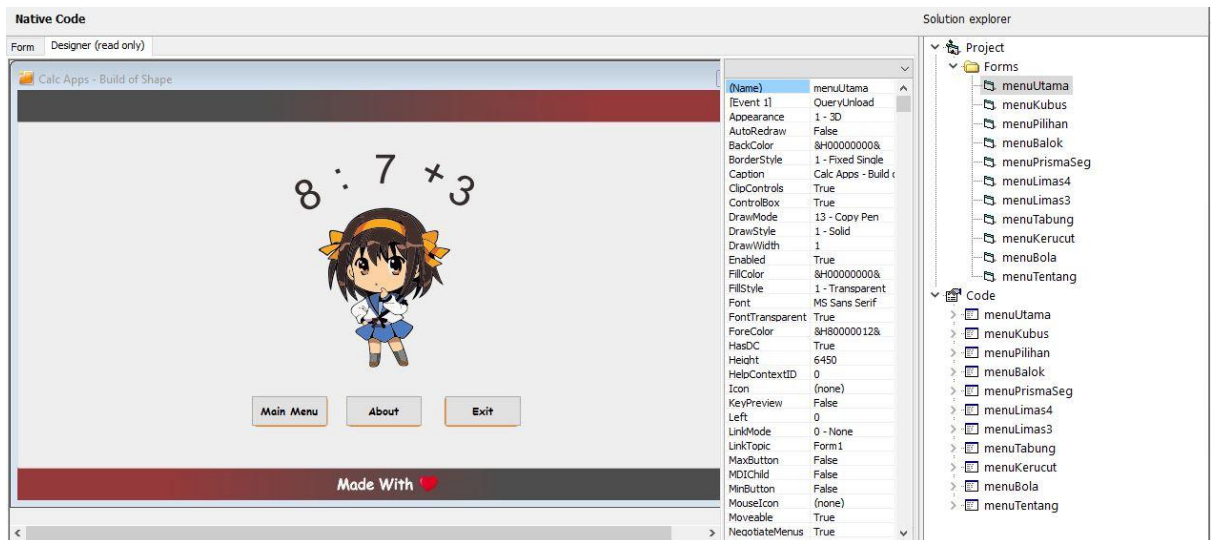 Native Code
Form
Designer (read only)
Calc Apps - Build of Shape
8 : 7 + 3
Main Menu
About
Exit
Made With
(Name) menuUtama
[Event 1] QueryUnload
Appearance 1 - 3D
AutoRedraw False
BackColor &H00000000&
BorderStyle 1 - Fixed Single
Caption Calc Apps - Build
ClipControls True
ControlBox True
DrawMode 13 - Copy Pen
DrawStyle 1 - Solid
DrawWidth 1
Enabled True
FillColor &H00000000&
FillStyle 1 - Transparent
Font MS Sans Serif
FontTransparent True
ForeColor &H80000012&
HasDC True
Height 6450
HelpContextID 0
Icon (none)
KeyPreview False
Left 0
LinkMode 0 - None
LinkTopic Form1
MaxButton False
MDIChild False
MinButton False
MouseIcon (none)
Moveable True
NegotiateMenus True
Solution explorer
Project
Forms
menuUtama
menuKubus
menuPilihan
menuBalok
menuPrismaSeg
menuLimas4
menuLimas3
menuTabung
menuKerucut
menuBola
menuTentang
Code
menuUtama
menuKubus
menuPilihan
menuBalok
menuPrismaSeg
menuLimas4
menuLimas3
menuTabung
menuKerucut
menuBola
menuTentang